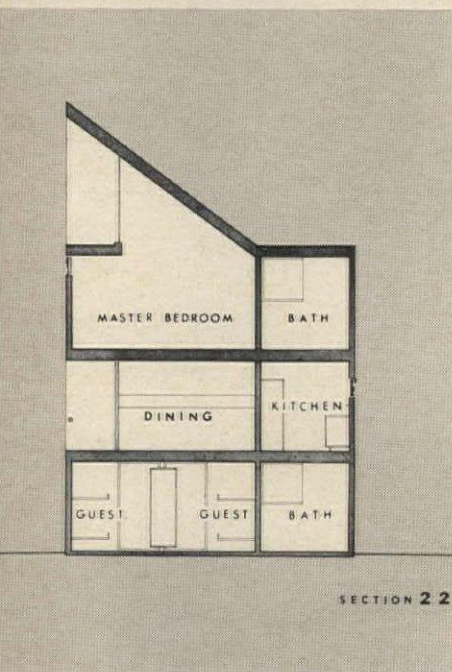 MASTER BEDROOM BATH
DINING KITCHEN
GUEST GUEST BATH
SECTION 22